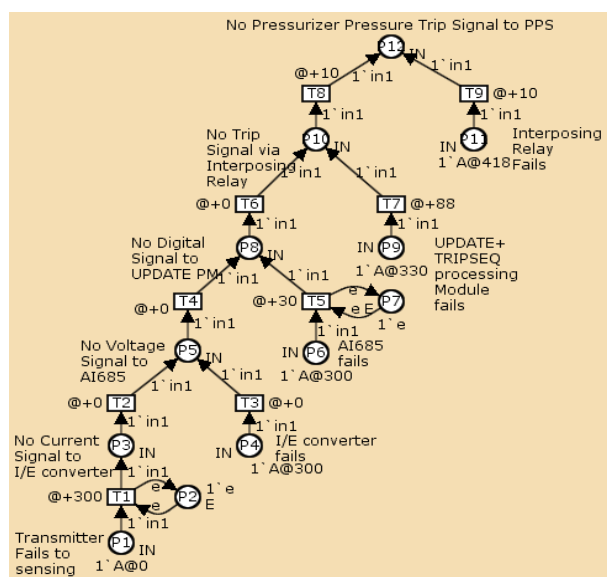 No Pressurizer Pressure Trip Signal to PPS
P12
IN
1`in1
1`in1
@+10
T8
T9
@+10
1`in1
1`in1
No Trip
Signal via
Interposing
Relay
P10
IN
IN
P11
1`A@418
Interposing
Relay
Fails
1`in1
1`in1
@+0
T6
T7
@+88
1`in1
1`in1
No Digital
Signal to
UPDATE PM
P8
IN
IN
P9
1`A@330
UPDATE+
TRIPSEQ
processing
Module
fails
1`in1
1`in1
@+0
T4
@+30
T5
e
e
E
P7
1`e
1`in1
1`in1
No Voltage
Signal to
AI685
P5
IN
IN
P6
AI685
fails
1`A@300
1`in1
1`in1
@+0
T2
T3
@+0
1`in1
1`in1
No Current
Signal to
I/E converter
P3
IN
IN
P4
I/E converter
fails
1`A@300
1`in1
@+300
T1
e
e
P2
1`e
E
1`in1
Transmitter
Fails to
sensing
P1
IN
1`A@0